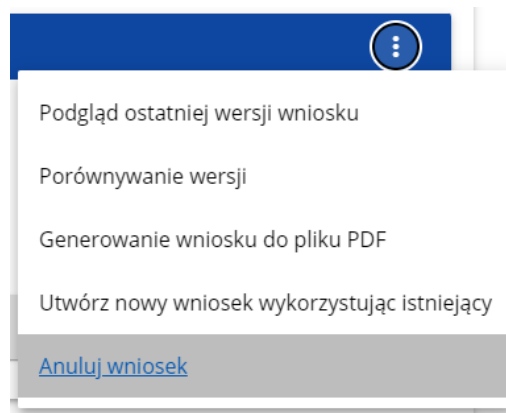 Podgląd ostatniej wersji wniosku
Porównywanie wersji
Generowanie wniosku do pliku PDF
Utwórz nowy wniosek wykorzystując istniejący
Anuluj wniosek